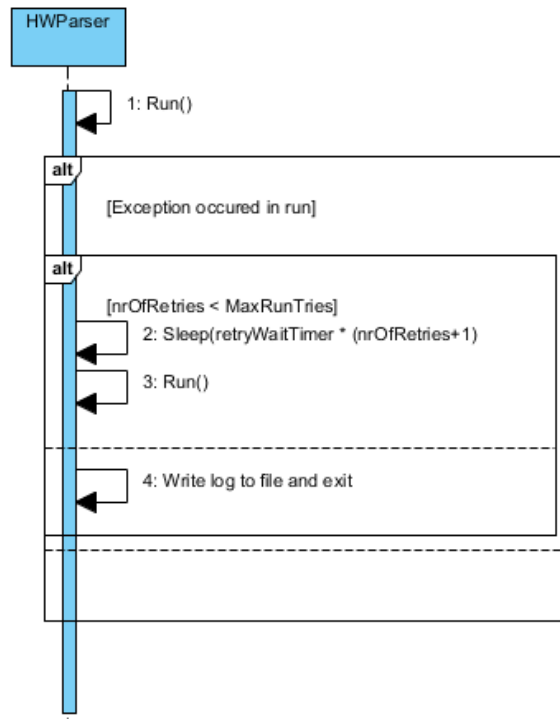 HWParser
1: Run()
alt
[Exception occured in run]
alt
[nrOfRetries < MaxRunTries]
2: Sleep(retryWaitTimer * (nrOfRetries+1)
3: Run()
4: Write log to file and exit